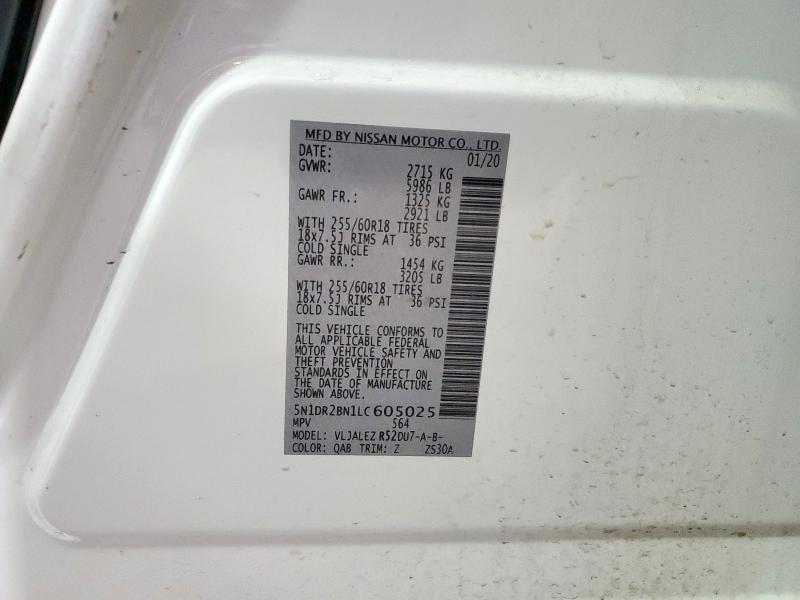 MFD BY NISSAN MOTOR CO., LTD.
DATE: 01/20
GVWR: 2715 KG
5986 LB
GAWR FR.: 1325 KG
2921 LB
WITH 255/60R18 TIRES
18x7.5J RIMS AT 36 PSI
COLD SINGLE
GAWR RR.: 1454 KG
3205 LB
WITH 255/60R18 TIRES
18x7.5J RIMS AT 36 PSI
COLD SINGLE
THIS VEHICLE CONFORMS TO
ALL APPLICABLE FEDERAL
MOTOR VEHICLE SAFETY AND
THEFT PREVENTION
STANDARDS IN EFFECT ON
THE DATE OF MANUFACTURE
SHOWN ABOVE.
5N1DR2BN1LC605025
MPV 564
MODEL: VLJALEZ R52DU7-A-B-
COLOR: QAB TRIM: Z ZS30A